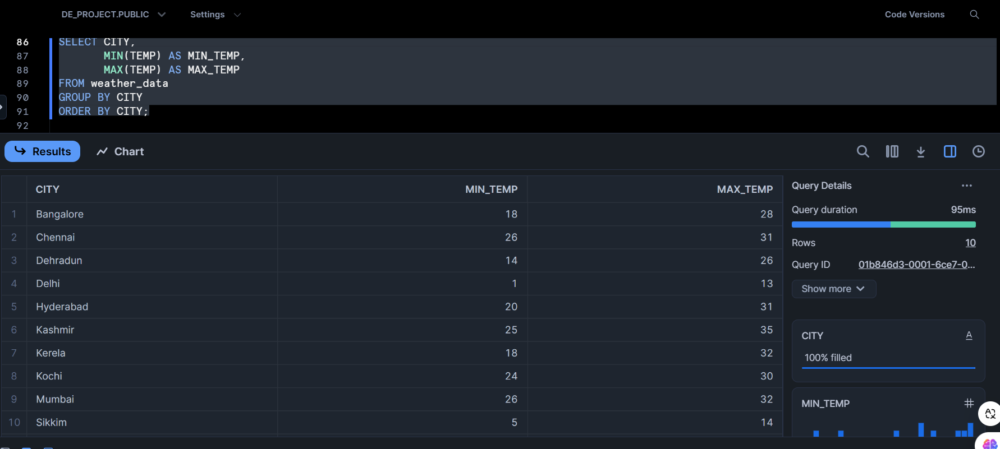 DE_PROJECT.PUBLIC Settings Code Versions
86 SELECT CITY,
87 MIN(TEMP) AS MIN_TEMP,
88 MAX(TEMP) AS MAX_TEMP
89 FROM weather_data
90 GROUP BY CITY
91 ORDER BY CITY;
92
Results Chart
CITY MIN_TEMP MAX_TEMP
1 Bangalore 18 28
2 Chennai 26 31
3 Dehradun 14 26
4 Delhi 1 13
5 Hyderabad 20 31
6 Kashmir 25 35
7 Kerela 18 32
8 Kochi 24 30
9 Mumbai 26 32
10 Sikkim 5 14
Query Details ...
Query duration 95ms
Rows 10
Query ID 01b846d3-0001-6ce7-0...
Show more
CITY A
100% filled
MIN_TEMP #